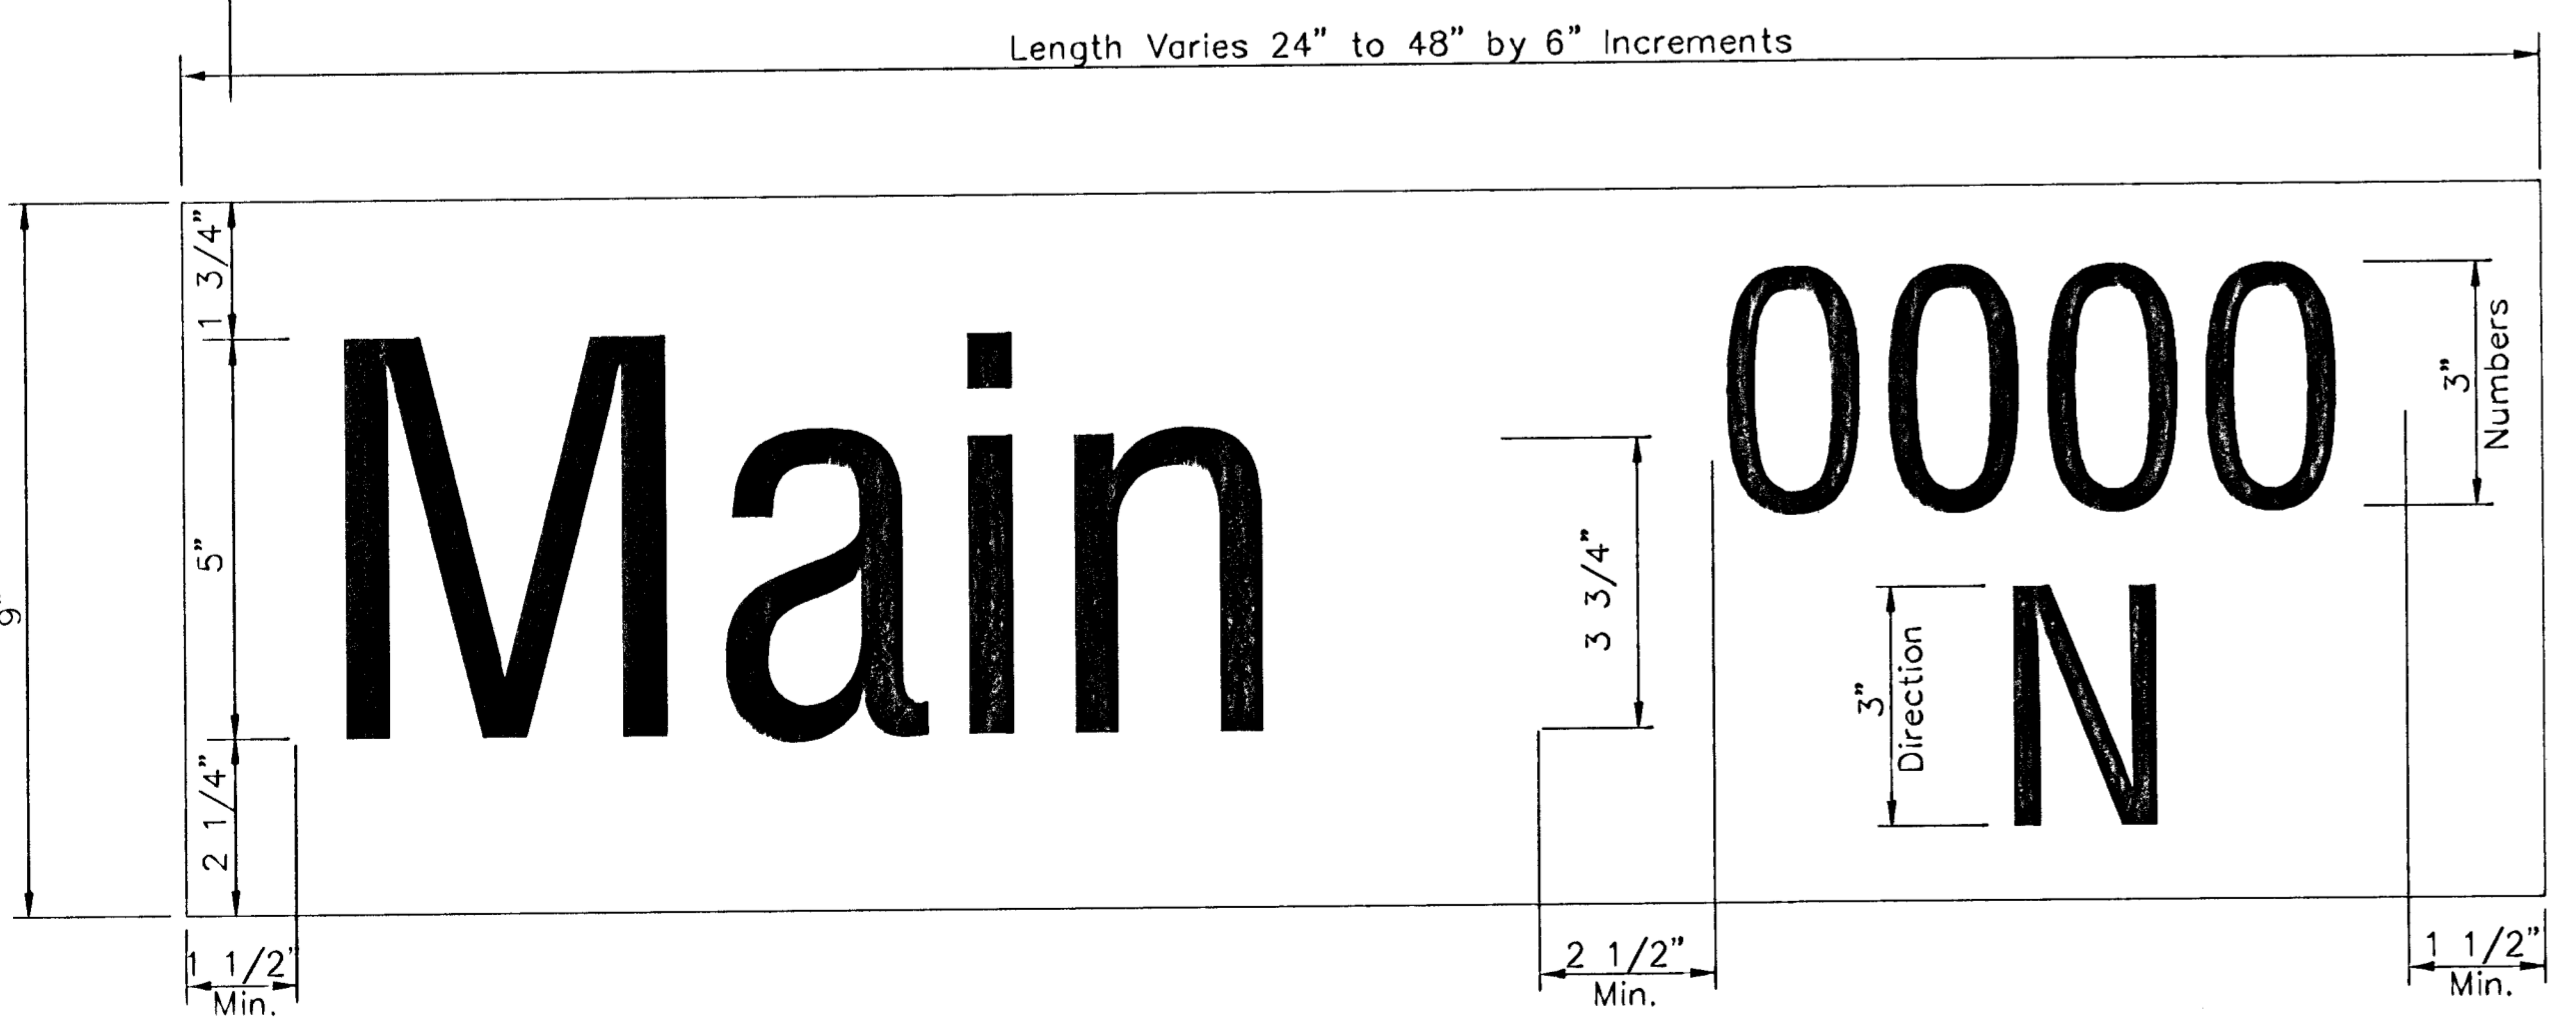 Length Varies 24" to 48" by 6" Increments
1 3/4"
5"
2 1/4"
9"
Main
0000
N
3 3/4"
3"
Numbers
3"
Direction
1 1/2"
Min.
2 1/2"
Min.
1 1/2"
Min.